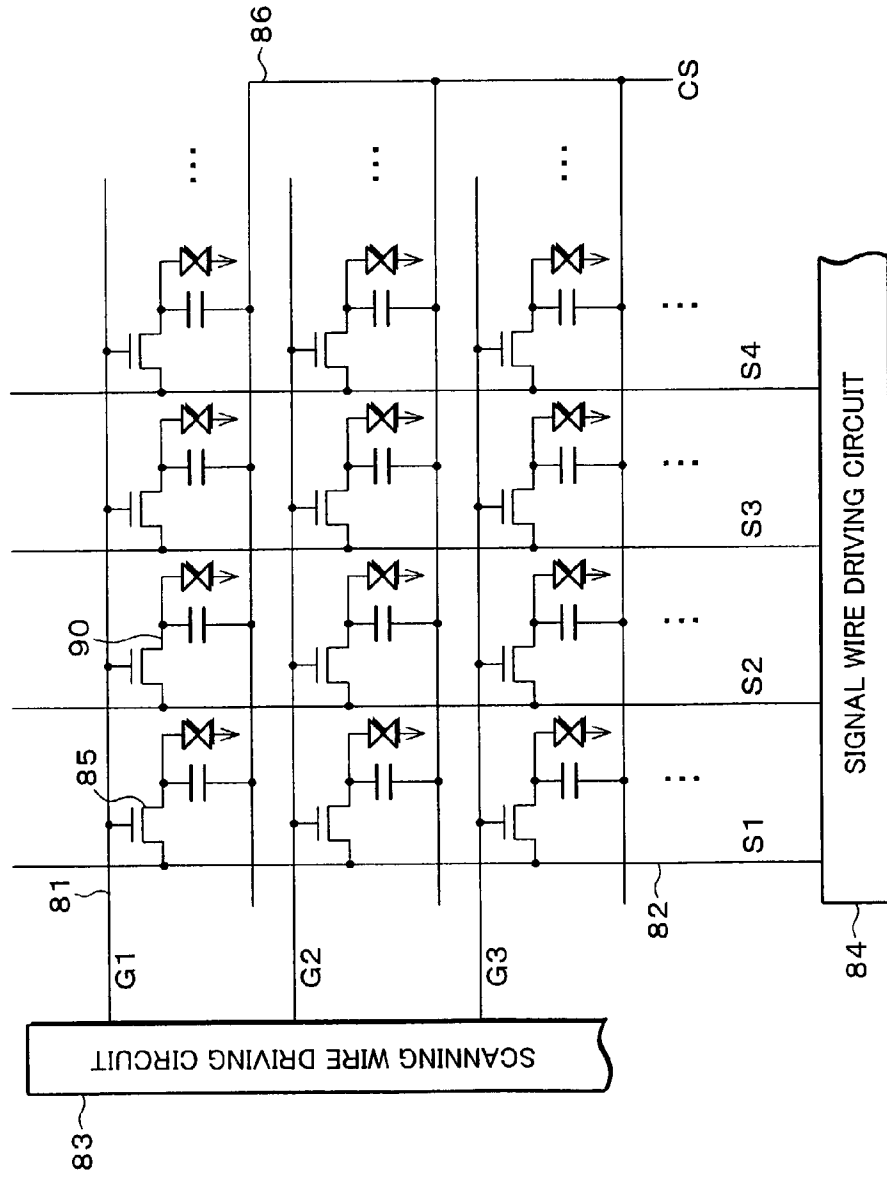 83
SCANNING WIRE DRIVING CIRCUIT
G1
G2
G3
81
85
90
86
...
...
...
CS
...
...
...
...
S1
S2
S3
S4
82
84
SIGNAL WIRE DRIVING CIRCUIT